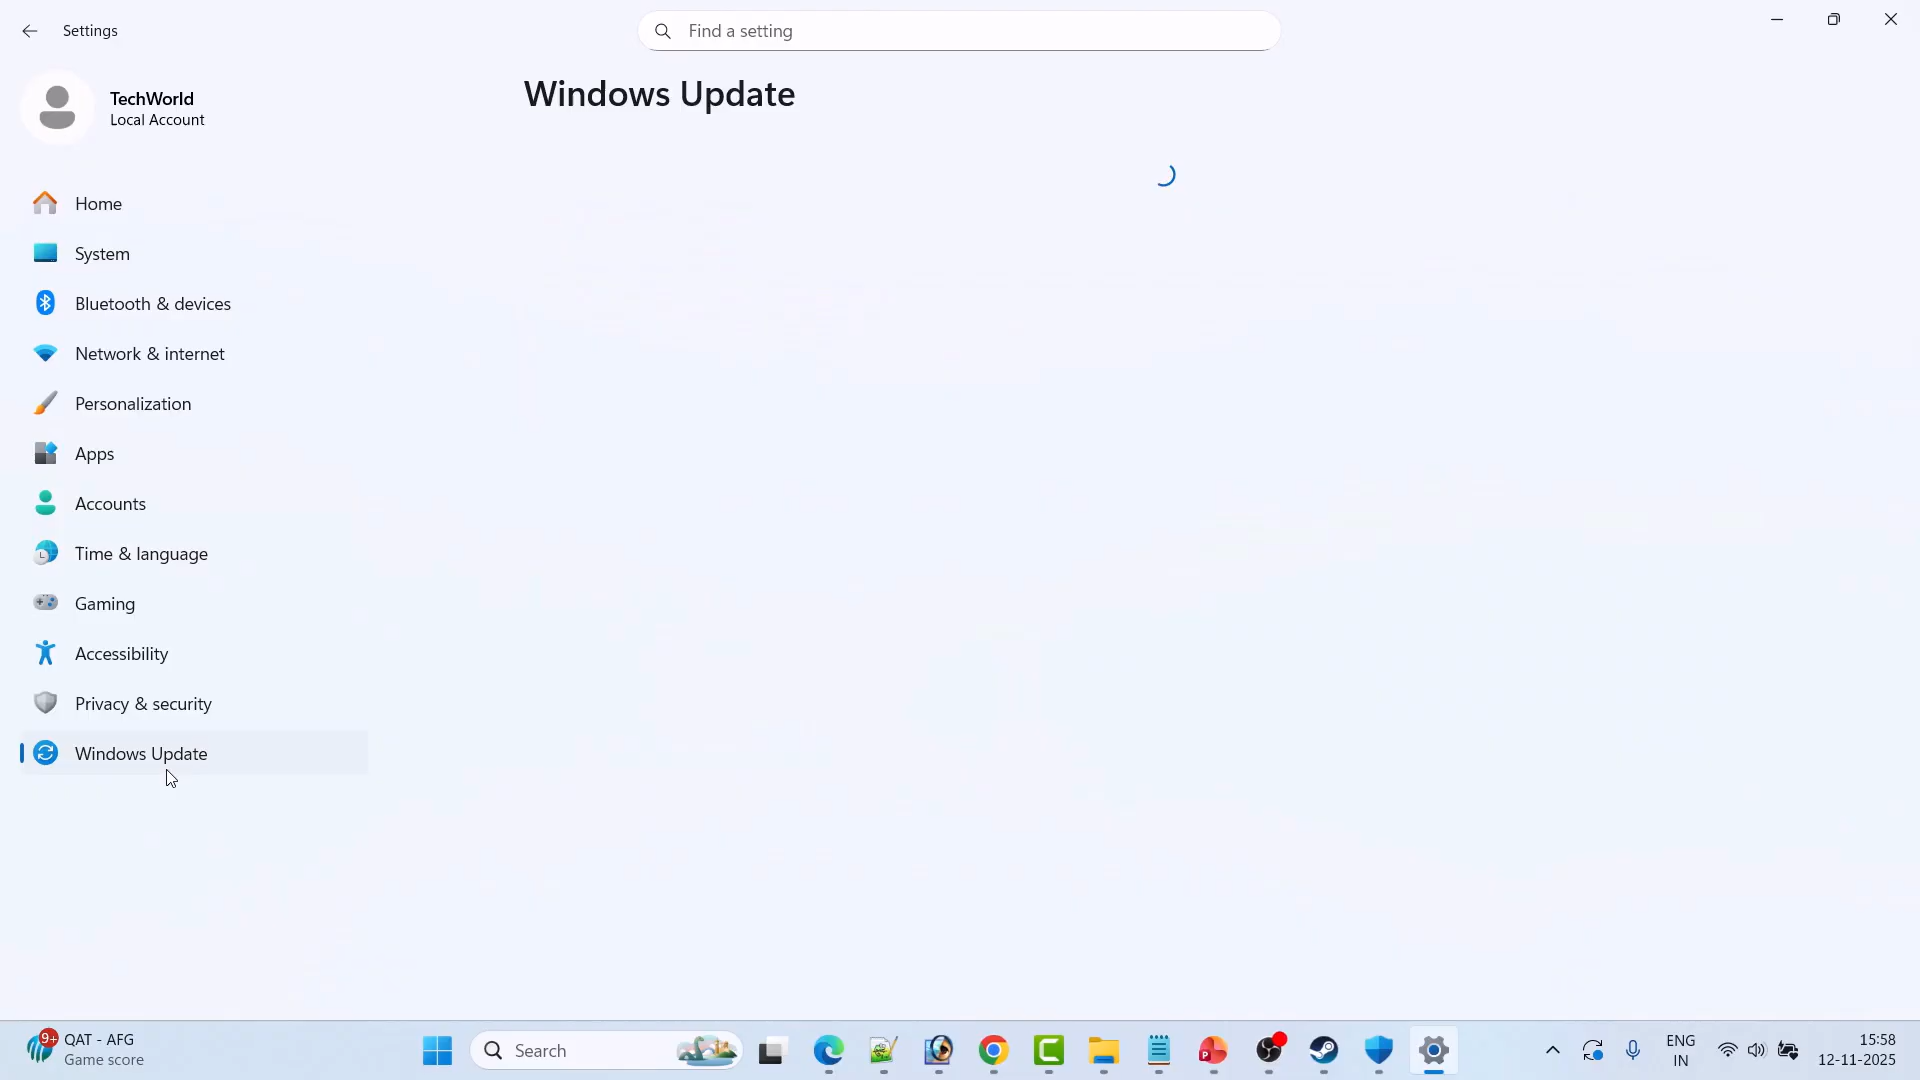 Settings
Find a setting
TechWorld
Local Account
Windows Update
Home
System
Bluetooth & devices
Network & internet
Personalization
Apps
Accounts
Time & language
Gaming
Accessibility
Privacy & security
Windows Update
9+
QAT - AFG
Game score
Search
ENG
IN
15:58
12-11-2025